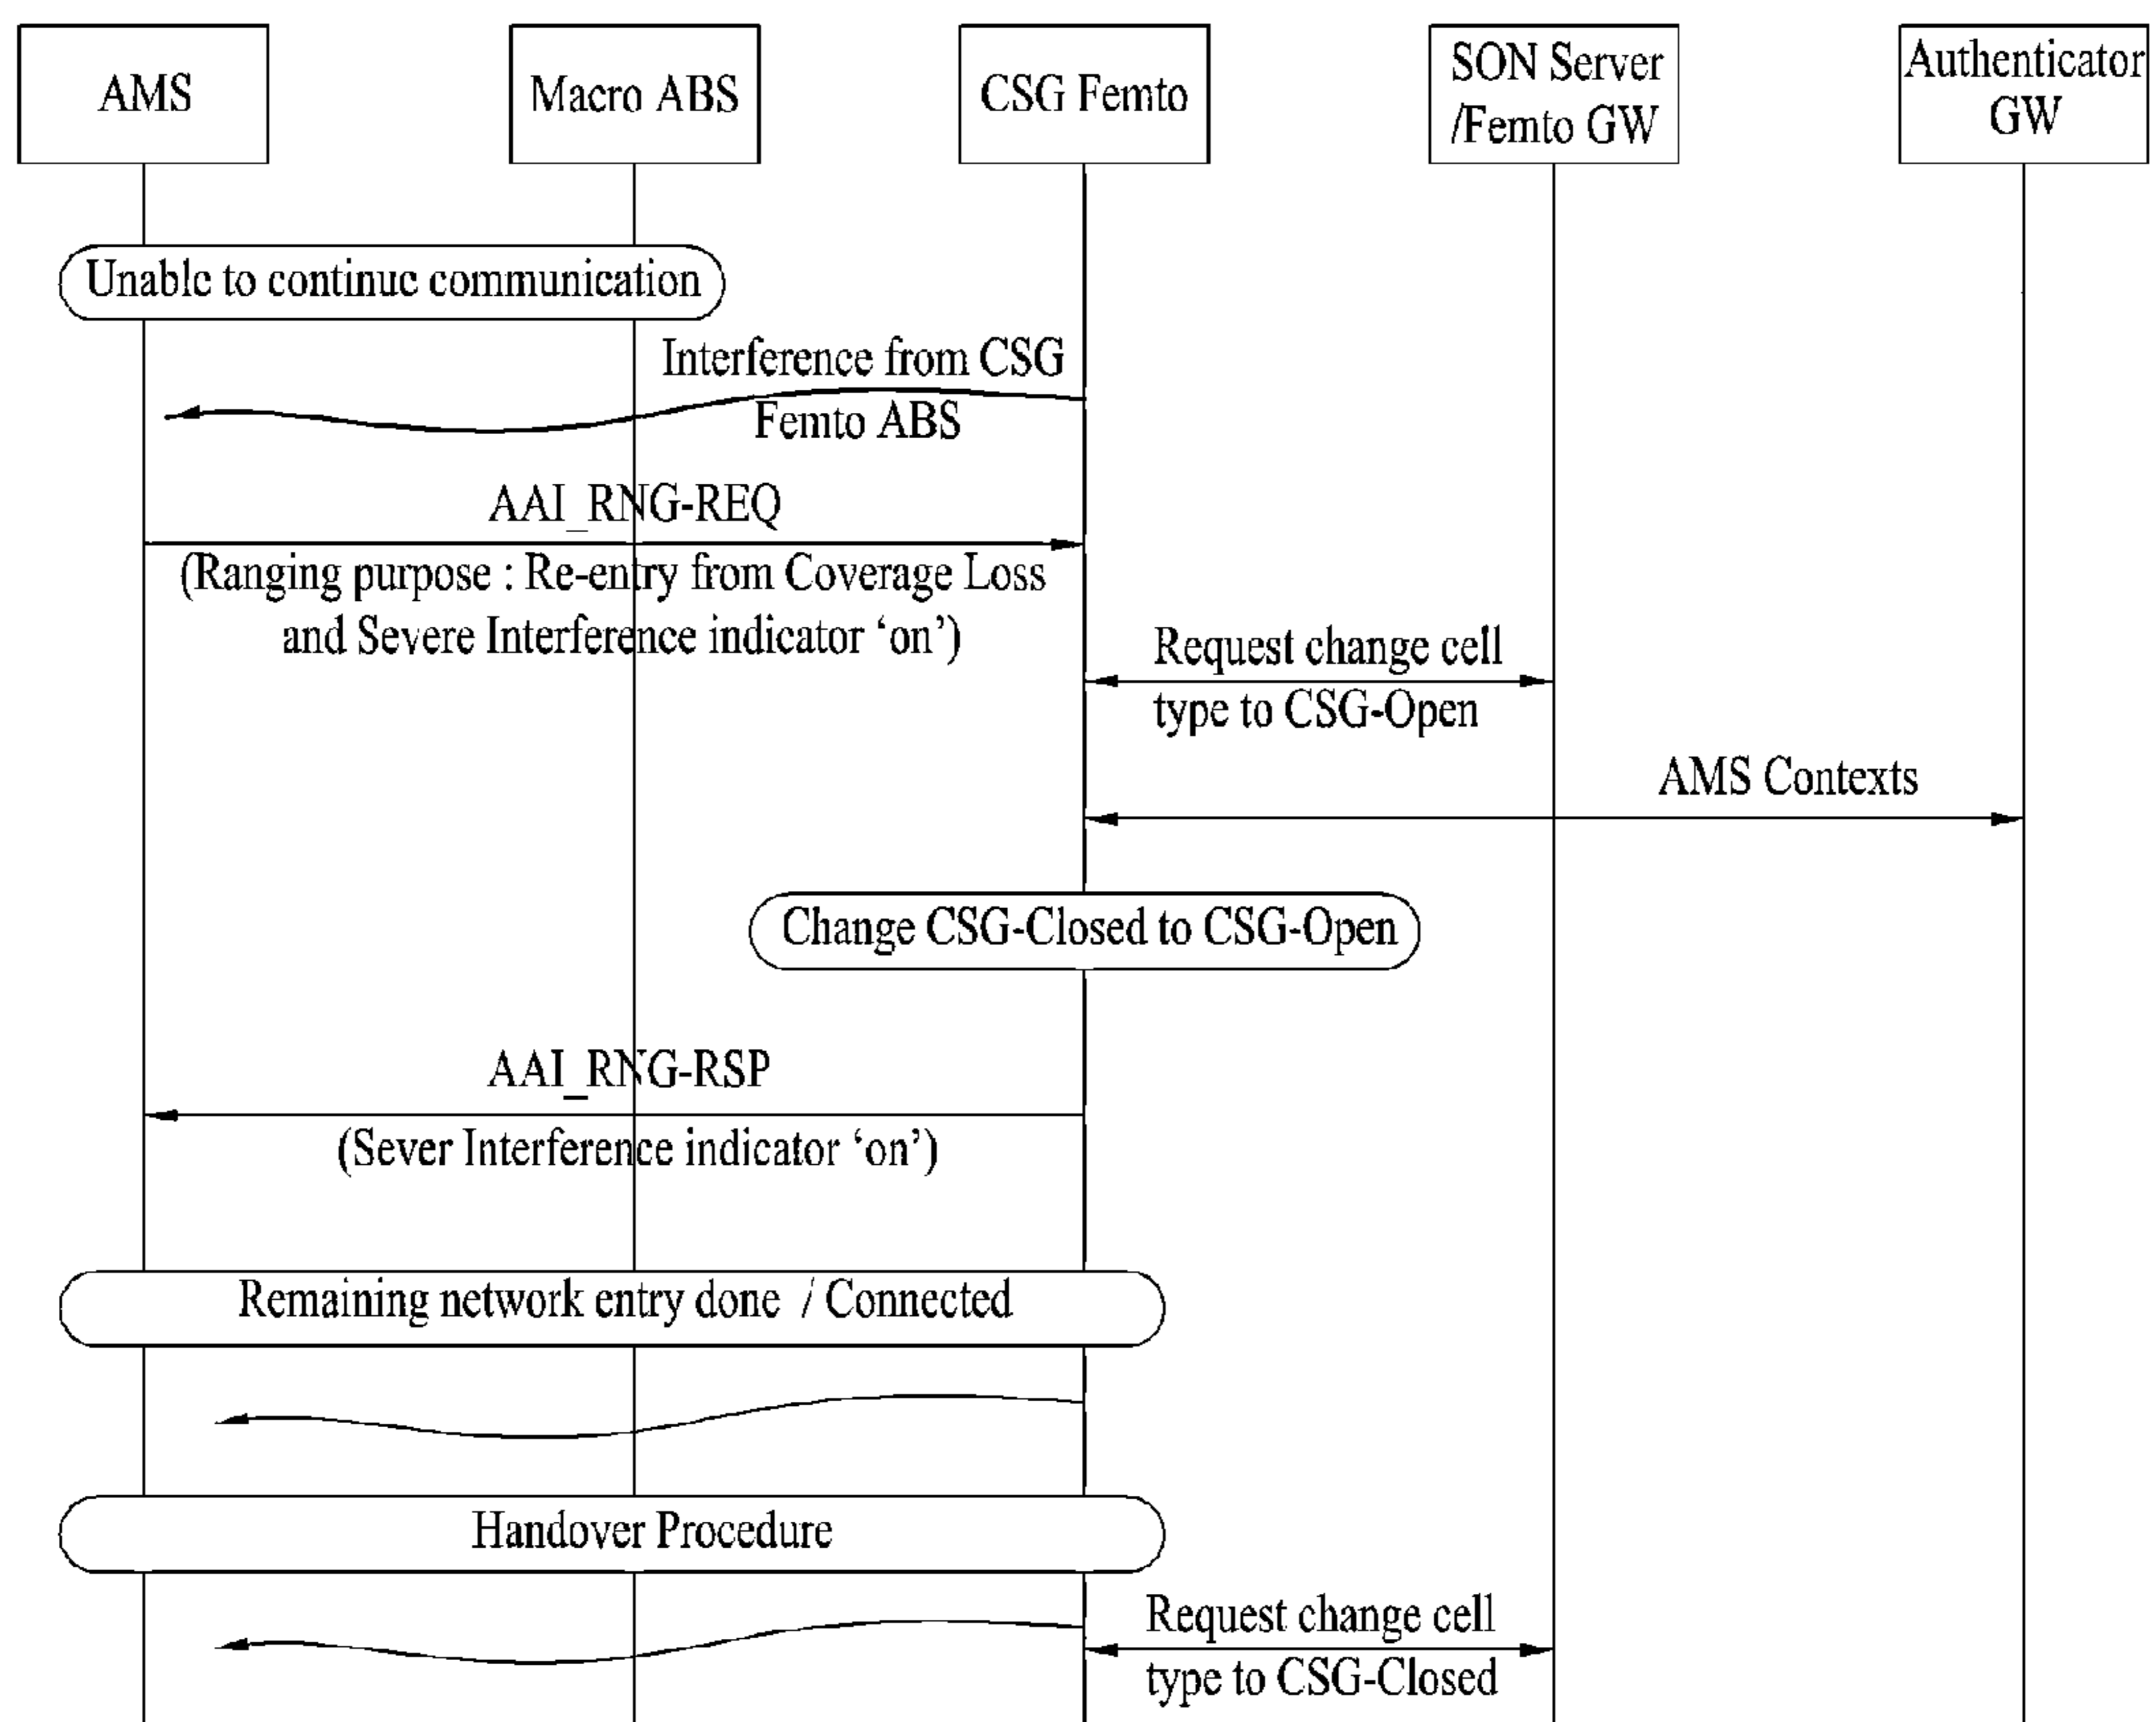 AMS
Macro ABS
CSG Femto
SON Server
/Femto GW
Authenticator
GW
Unable to continue communication
Interference from CSG
Femto ABS
AAI_RNG-REQ
(Ranging purpose : Re-entry from Coverage Loss
and Severe Interference indicator ‘on’)
Request change cell
type to CSG-Open
AMS Contexts
Change CSG-Closed to CSG-Open
AAI_RNG-RSP
(Sever Interference indicator ‘on’)
Remaining network entry done / Connected
Handover Procedure
Request change cell
type to CSG-Closed